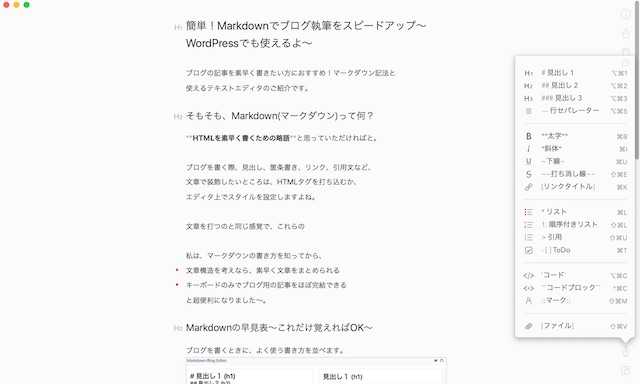 H1 簡単！Markdownでブログ執筆をスピードアップ〜
WordPressでも使えるよ〜
ブログの記事を素早く書きたい方におすすめ！マークダウン記法と
使えるテキストエディタのご紹介です。
H2 そもそも、Markdown(マークダウン)って何？
**HTMLを素早く書くための略語**と思っていただければと。
ブログを書く際、見出し、箇条書き、リンク、引用文など、
文章で装飾したいところは、HTMLタグを打ち込むか、
エディタ上でスタイルを設定しますよね。
文章を打つのと同じ感覚で、これらの
私は、マークダウンの書き方を知ってから、
• 文章構造を考えなら、素早く文章をまとめられる
• キーボードのみでブログ用の記事をほぼ完結できる
と超便利になりました〜。
H2 Markdownの早見表〜これだけ覚えればOK〜
ブログを書くときに、よく使う書き方を並べます。
Markdown-Blog Editor
# 見出し 1 (h1)
見出し 1 (h1)
## 見出し 2 (h2)
H1 # 見出し 1 ⌥⌘1
H2 ## 見出し 2 ⌥⌘2
H3 ### 見出し 3 ⌥⌘3
--- 行セパレーター ⌥⌘S
B **太字** ⌘B
i *斜体* ⌘I
U ~下線~ ⌘U
S ~~打ち消し線~~ ⇧⌘E
[リンクタイトル] ⌘K
* リスト ⌘L
1. 順序付きリスト ⇧⌘L
> 引用 ⇧⌘U
- [ ] ToDo ⌘T
`コード` ⌥⌘C
```コードブロック``` ⌃⌘C
::マーク:: ⇧⌘M
[ファイル] ⇧⌘V